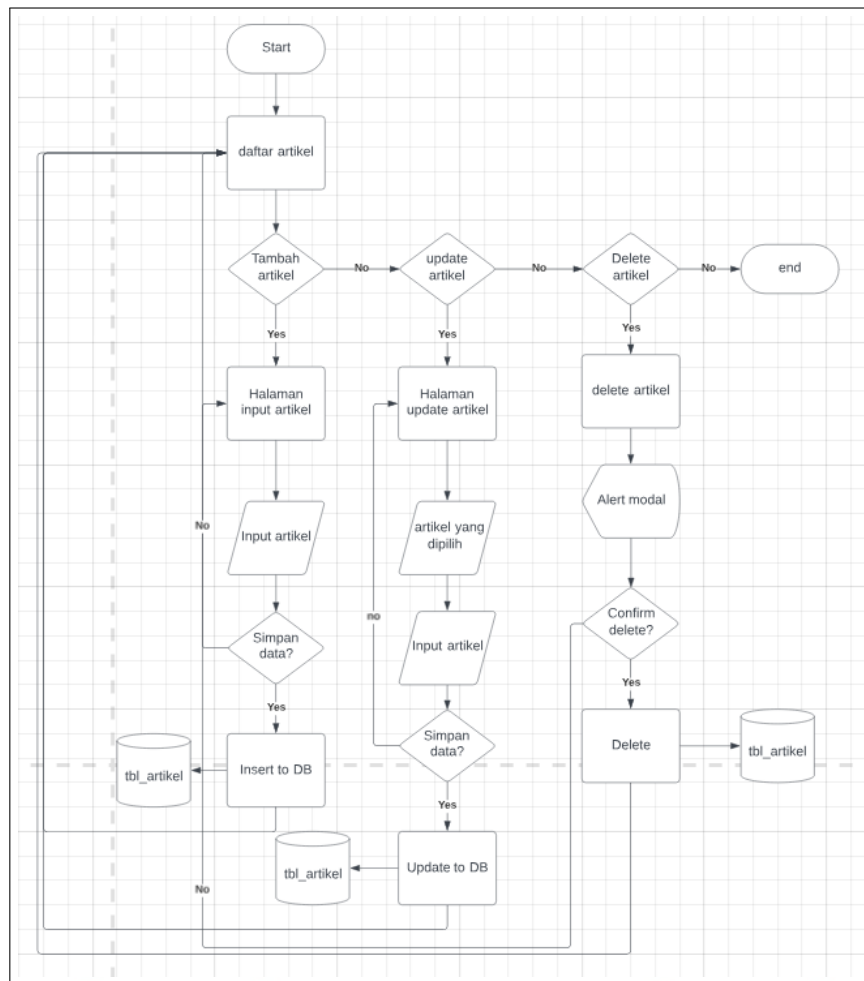 Start
daftar artikel
Tambah
artikel
No
update
artikel
No
Delete
artikel
No
end
Yes
Yes
Yes
Halaman
input artikel
Halaman
update artikel
delete artikel
No
Input artikel
artikel yang
dipilih
Alert modal
no
Simpan
data?
Input artikel
Confirm
delete?
Yes
Yes
tbl_artikel
Insert to DB
Simpan
data?
Delete
tbl_artikel
Yes
No
tbl_artikel
Update to DB